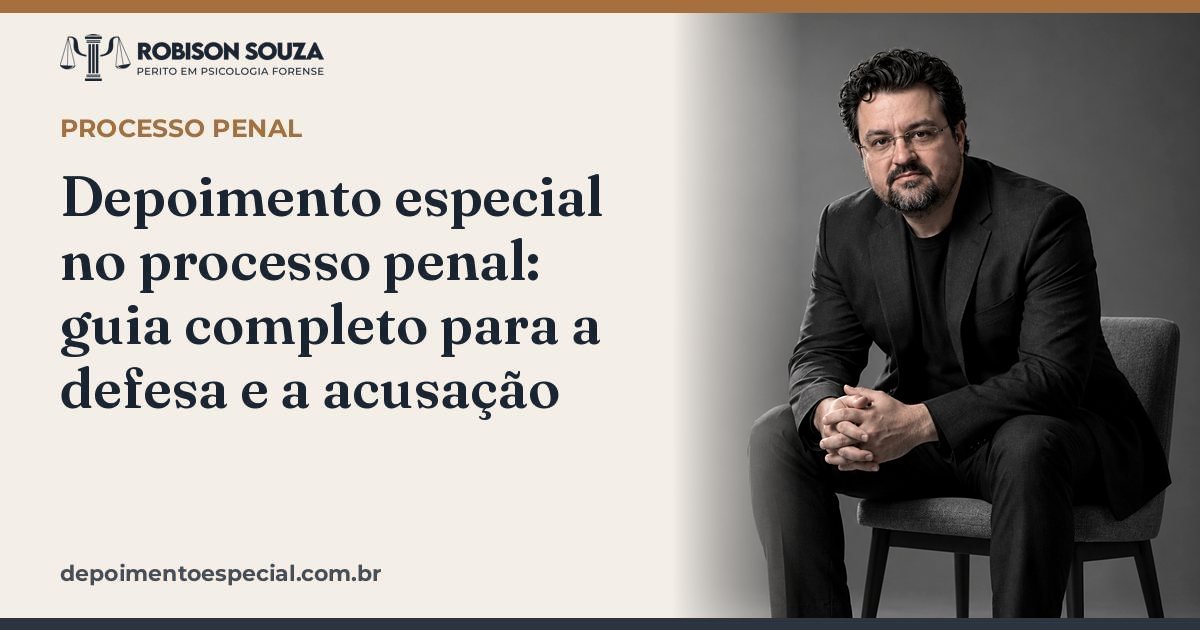 ROBISON SOUZA
PERITO EM PSICOLOGIA FORENSE
PROCESSO PENAL
Depoimento especial
no processo penal:
guia completo para a
defesa e a acusação
depoimentoespecial.com.br